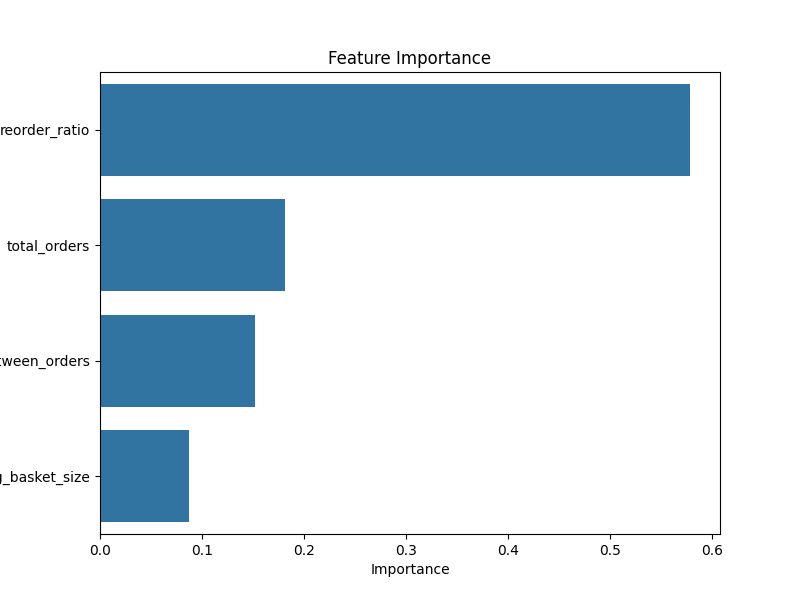 Feature Importance
reorder_ratio
total_orders
tween_orders
g_basket_size
0.0 0.1 0.2 0.3 0.4 0.5 0.6
Importance